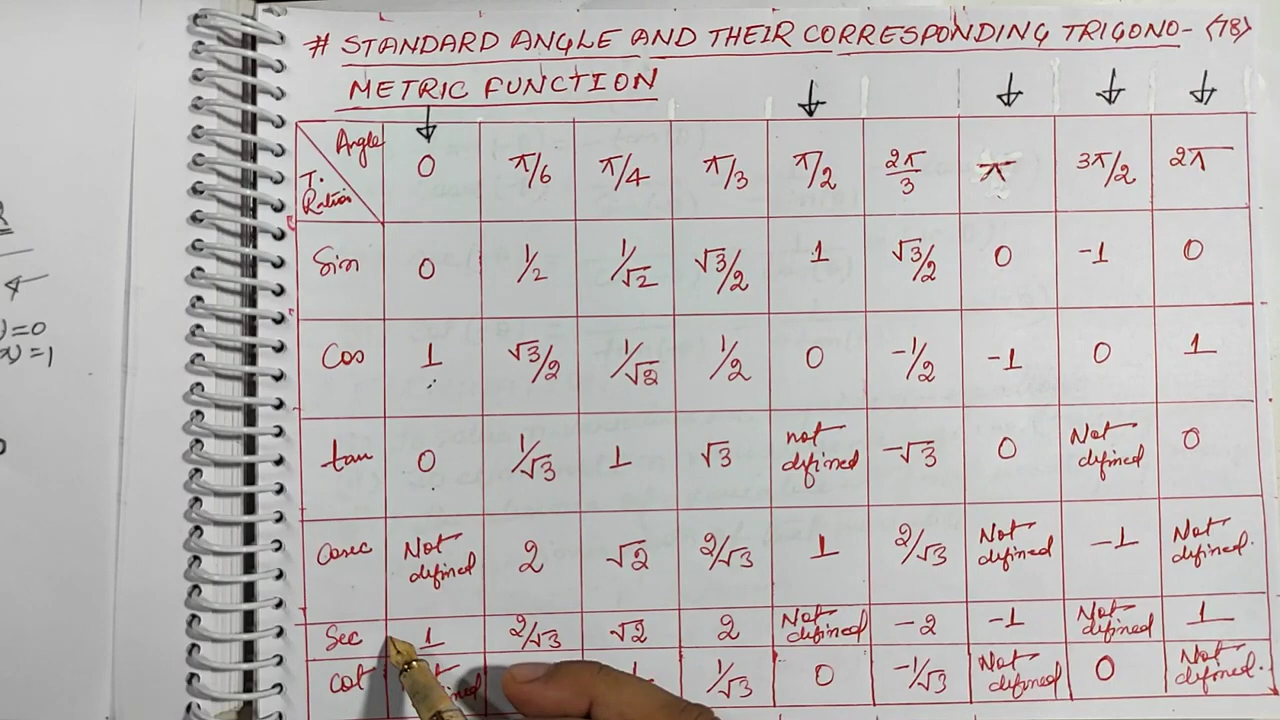 # STANDARD ANGLE AND THEIR CORRESPONDING TRIGONO- (78)
METRIC FUNCTION
Angle T. Ratios 0 π/6 π/4 π/3 π/2 2π/3 π 3π/2 2π
Sin 0 1/2 1/√2 √3/2 1 √3/2 0 -1 0
Cos 1 √3/2 1/√2 1/2 0 -1/2 -1 0 1
tan 0 1/√3 1 √3 not defined -√3 0 Not defined 0
Cosec Not defined 2 √2 2/√3 1 2/√3 Not defined -1 Not defined.
Sec 1 2/√3 √2 2 Not defined -2 -1 Not defined 1
Cot 1/√3 0 -1/√3 Not defined 0 Not defined.
)=0
x)=1